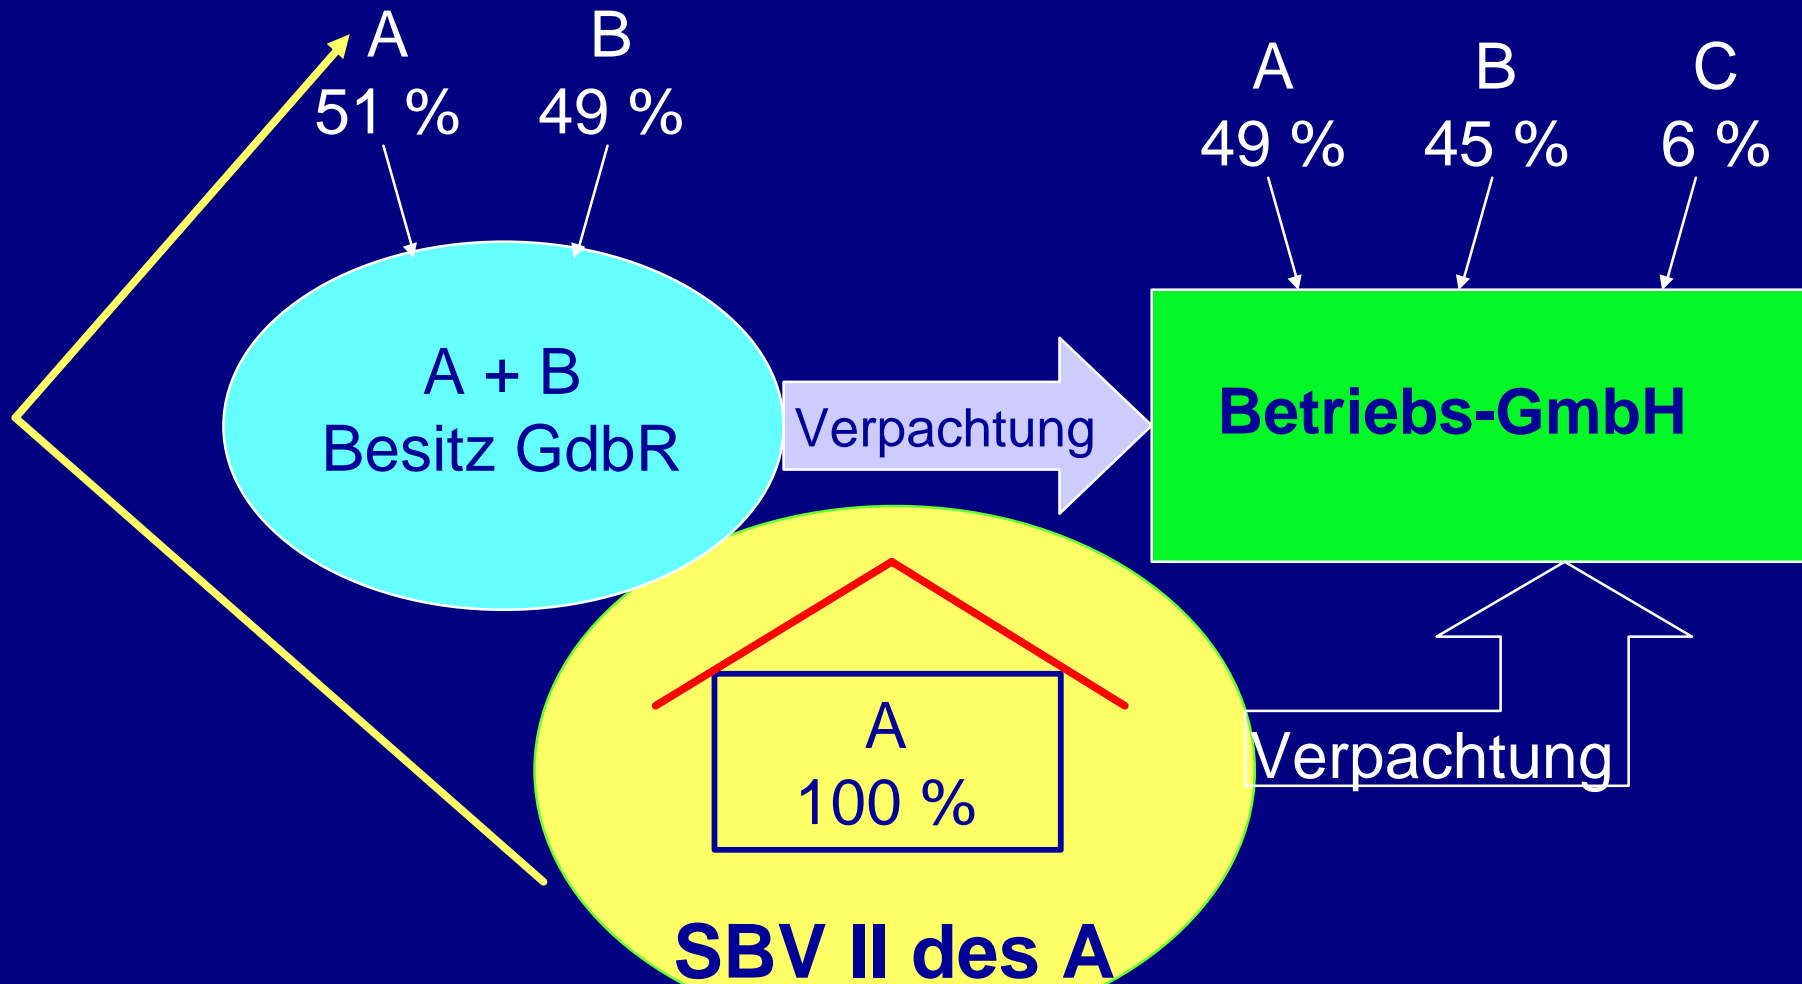 A B
51 % 49 %
A B C
49 % 45 % 6 %
A + B
Besitz GdbR
Verpachtung
Betriebs-GmbH
A
100 %
Verpachtung
SBV II des A